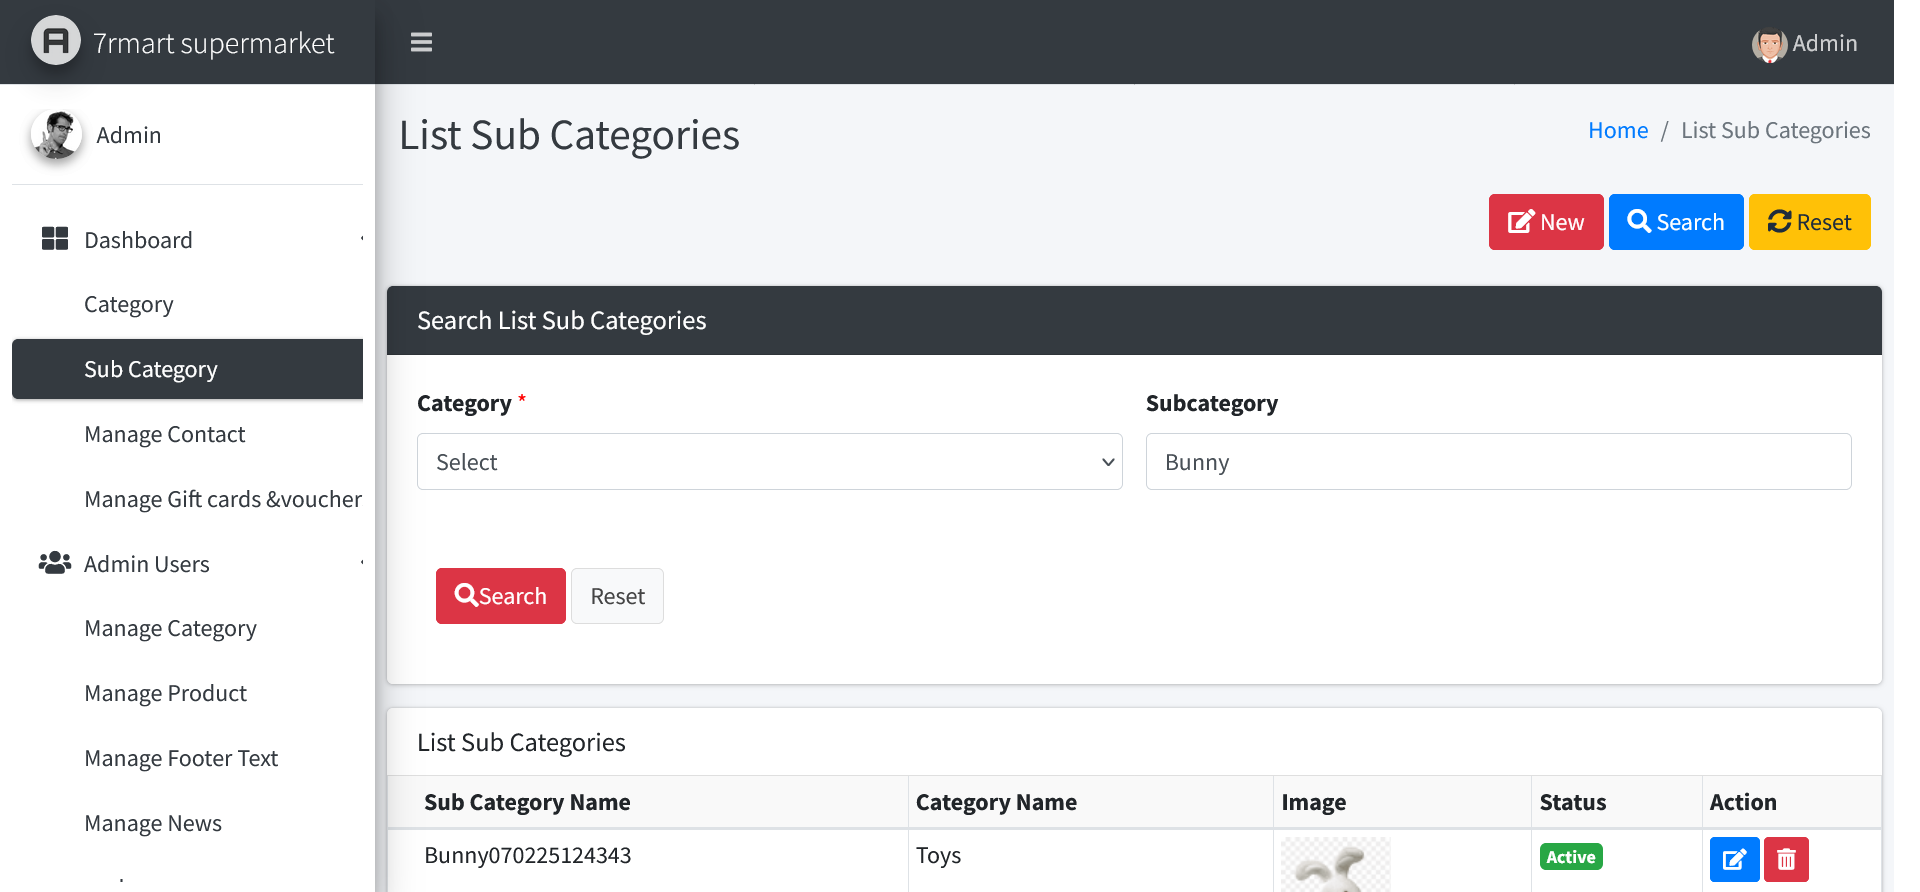 7rmart supermarket
Admin
Admin
Dashboard
Category
Sub Category
Manage Contact
Manage Gift cards &voucher
Admin Users
Manage Category
Manage Product
Manage Footer Text
Manage News
List Sub Categories
Home / List Sub Categories
New Search Reset
Search List Sub Categories
Category * Subcategory
Select Bunny
Search Reset
List Sub Categories
Sub Category Name Category Name Image Status Action
Bunny070225124343 Toys Active